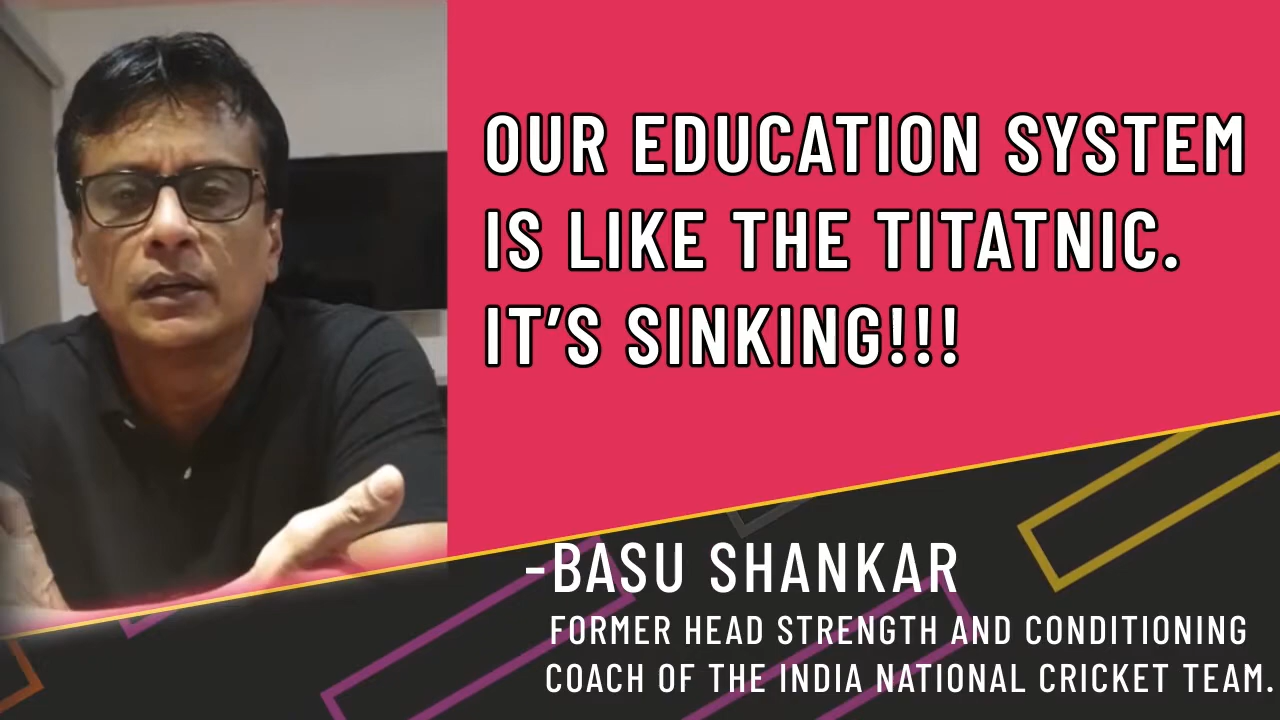 OUR EDUCATION SYSTEM
IS LIKE THE TITATNIC.
IT’S SINKING!!!
-BASU SHANKAR
FORMER HEAD STRENGTH AND CONDITIONING
COACH OF THE INDIA NATIONAL CRICKET TEAM.